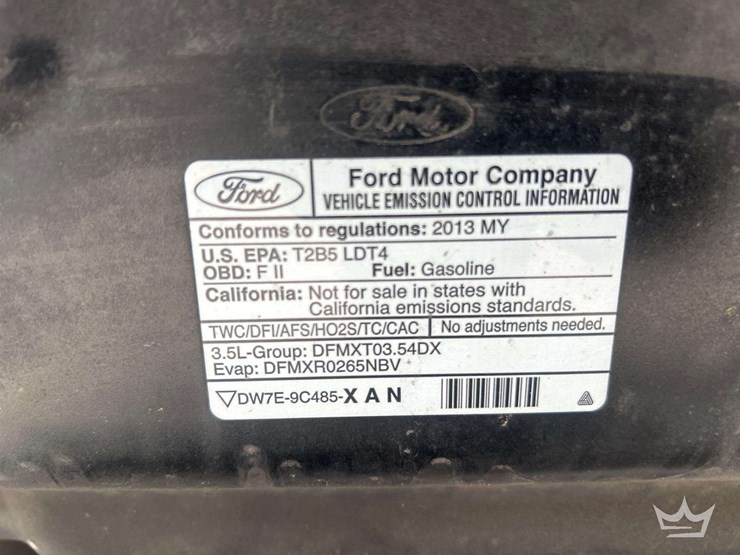 Ford
Ford
Ford Motor Company
VEHICLE EMISSION CONTROL INFORMATION
Conforms to regulations: 2013 MY
U.S. EPA: T2B5 LDT4
OBD: F II Fuel: Gasoline
California: Not for sale in states with
California emissions standards.
TWC/DFI/AFS/HO2S/TC/CAC No adjustments needed.
3.5L-Group: DFMXT03.54DX
Evap: DFMXR0265NBV
▽DW7E-9C485-XAN